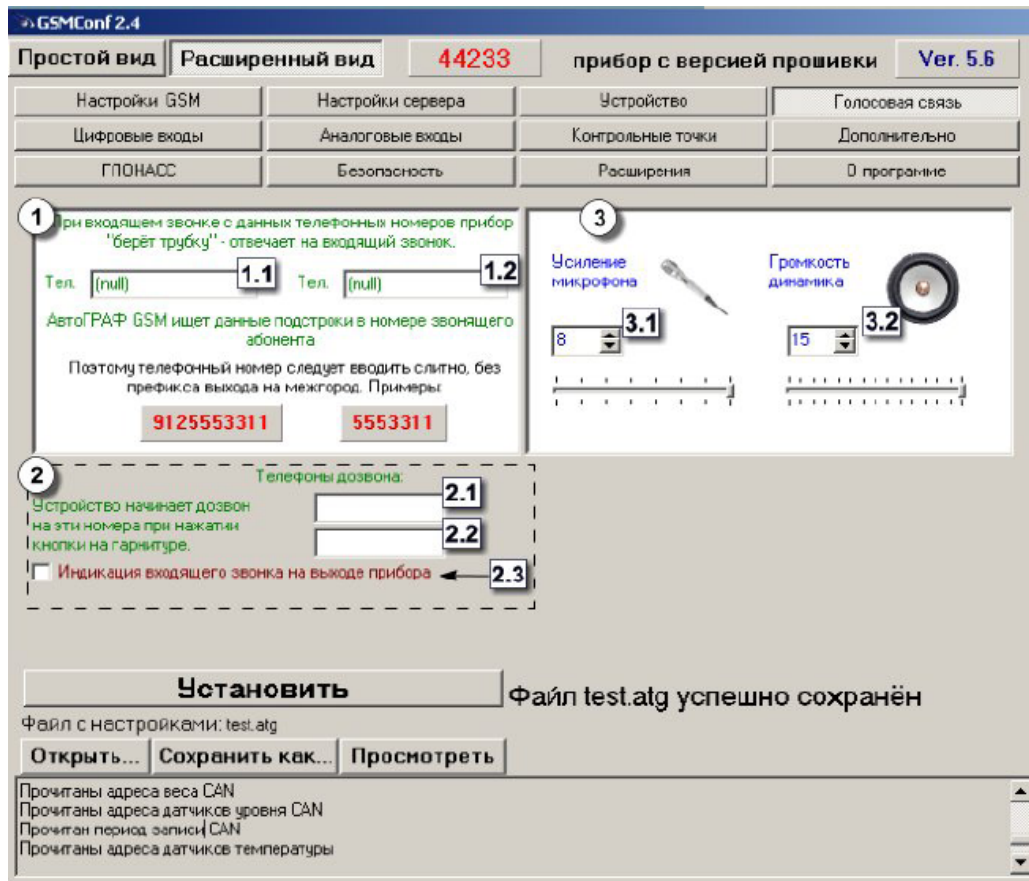 GSMConf 2.4
Простой вид Расширенный вид 44233 прибор с версией прошивки Ver. 5.6
Настройки GSM Настройки сервера Устройство Голосовая связь
Цифровые входы Аналоговые входы Контрольные точки Дополнительно
ГЛОНАСС Безопасность Расширения О программе
1
При входящем звонке с данных телефонных номеров прибор
"берёт трубку" - отвечает на входящий звонок.
Тел. (null) 1.1 Тел. (null) 1.2
АвтоГРАФ GSM ищет данные подстроки в номере звонящего
абонента
Поэтому телефонный номер следует вводить слитно, без
префикса выхода на межгород. Примеры:
9125553311 5553311
3
Усиление
микрофона
8 3.1
Громкость
динамика
15 3.2
2
Телефоны дозвона:
Устройство начинает дозвон
на эти номера при нажатии
кнопки на гарнитуре.
2.1
2.2
Индикация входящего звонка на выходе прибора 2.3
Установить
Файл test.atg успешно сохранён
Файл с настройками: test.atg
Открыть... Сохранить как... Просмотреть
Прочитаны адреса веса CAN
Прочитаны адреса датчиков уровня CAN
Прочитан период записи CAN
Прочитаны адреса датчиков температуры